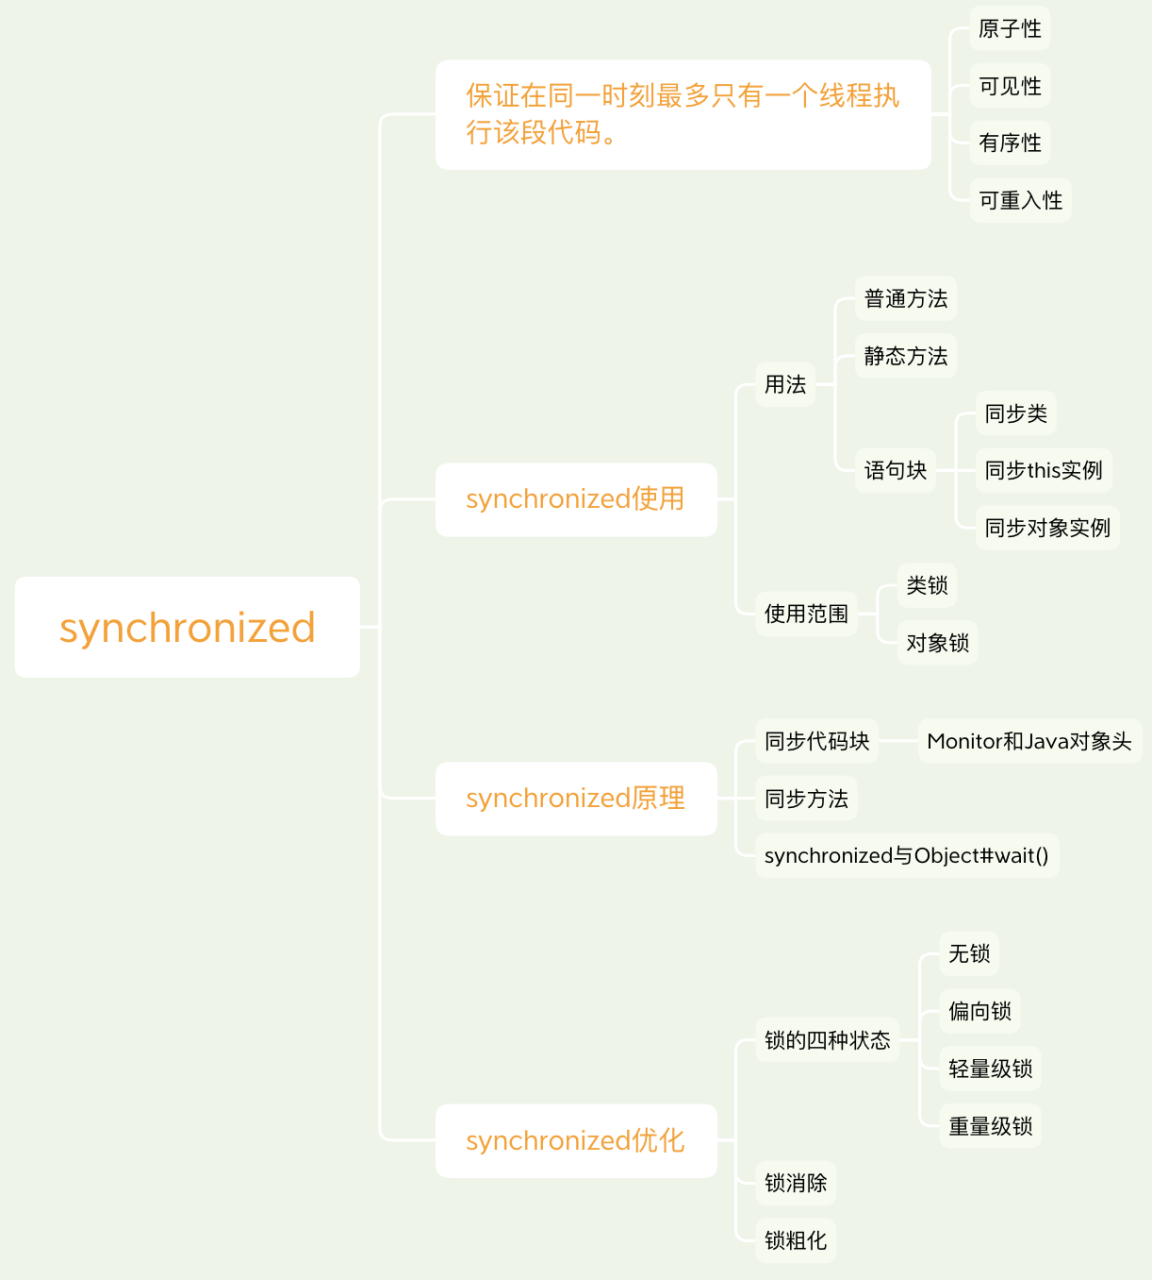 synchronized
保证在同一时刻最多只有一个线程执
行该段代码。
原子性
可见性
有序性
可重入性
synchronized使用
用法
普通方法
静态方法
语句块
同步类
同步this实例
同步对象实例
使用范围
类锁
对象锁
synchronized原理
同步代码块
Monitor和Java对象头
同步方法
synchronized与Object#wait()
synchronized优化
锁的四种状态
无锁
偏向锁
轻量级锁
重量级锁
锁消除
锁粗化